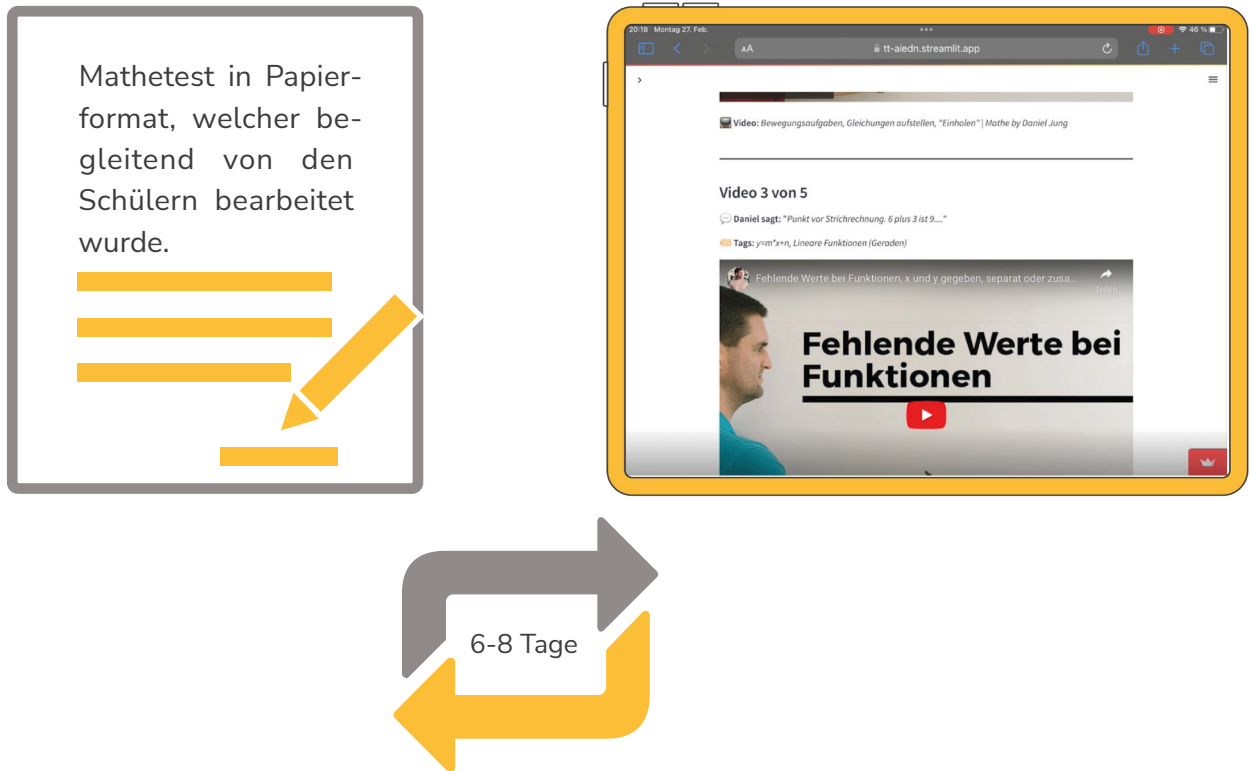 Mathetest in Papier-
format, welcher be-
gleitend von den
Schülern bearbeitet
wurde.
20:18 Montag 27. Feb.
46 %
AA
tt-aiedn.streamlit.app
Video: Bewegungsaufgaben, Gleichungen aufstellen, "Einholen" | Mathe by Daniel Jung
Video 3 von 5
Daniel sagt: "Punkt vor Strichrechnung. 6 plus 3 ist 9...."
Tags: y=m*x+n, Lineare Funktionen (Geraden)
Fehlende Werte bei Funktionen, x und y gegeben, separat oder zusa...
Teilen
Fehlende Werte bei
Funktionen
6-8 Tage